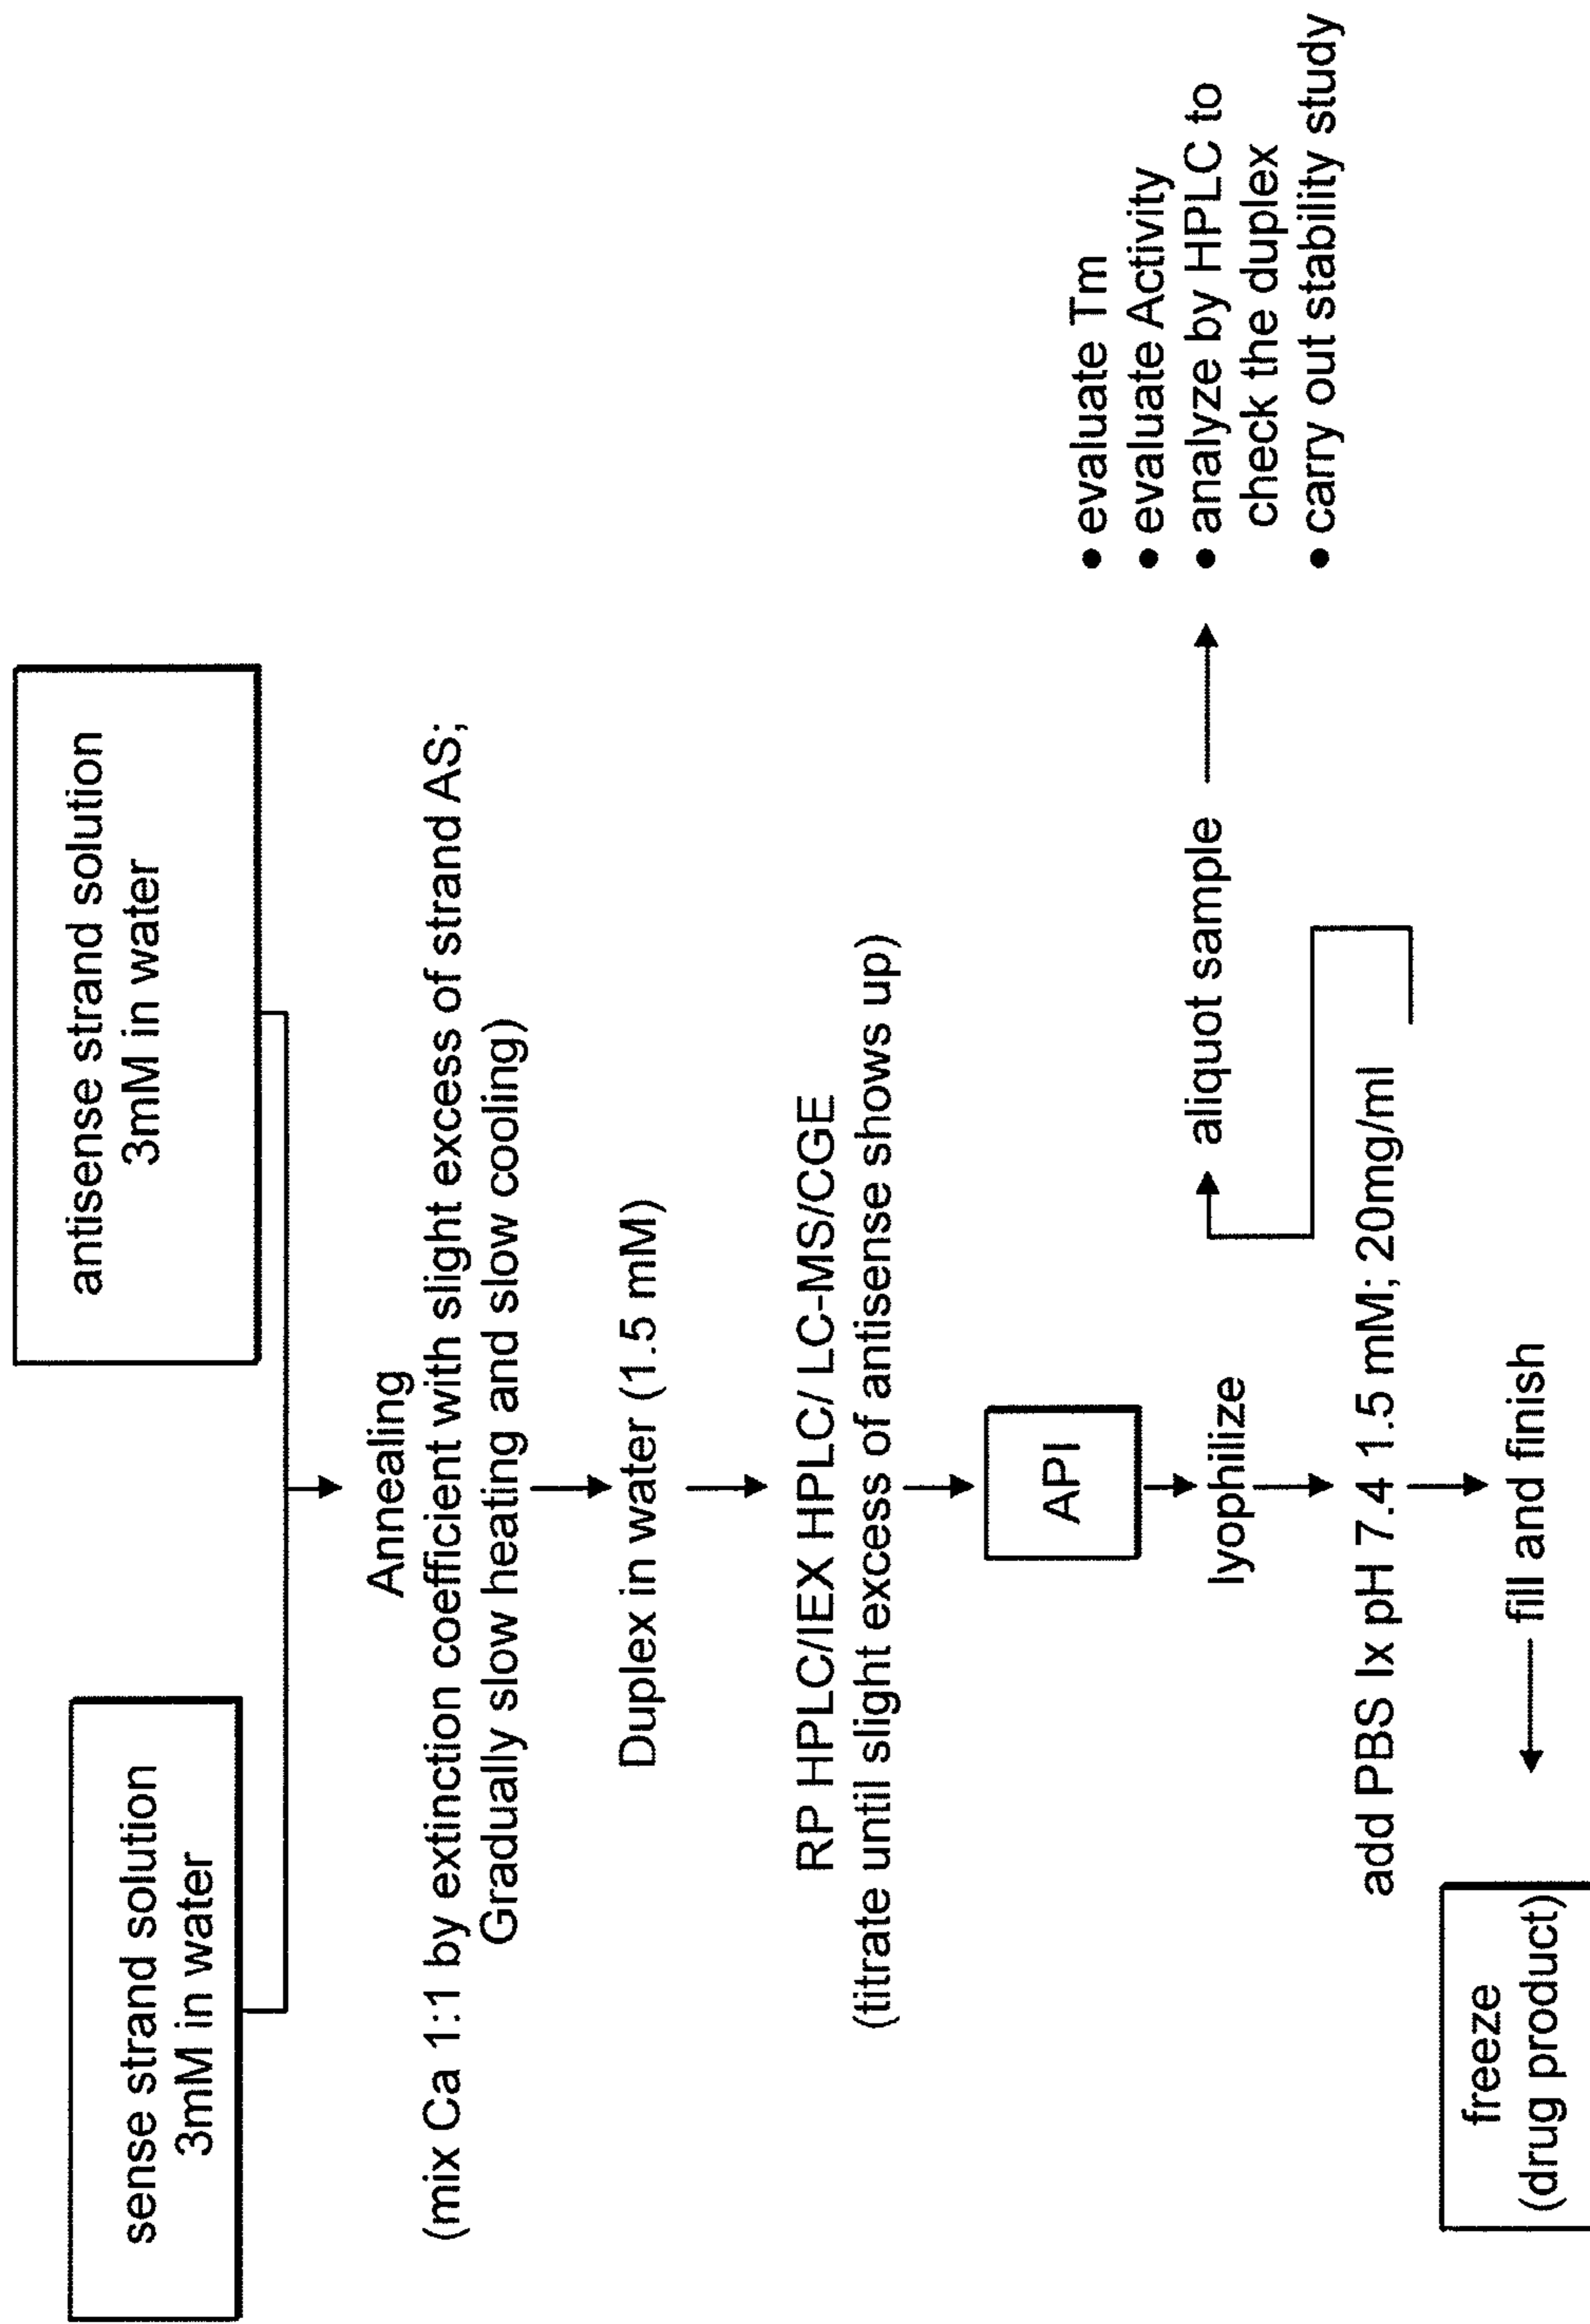 sense strand solution
3mM in water
antisense strand solution
3mM in water
Annealing
(mix Ca 1:1 by extinction coefficient with slight excess of strand AS;
Gradually slow heating and slow cooling)
Duplex in water (1.5 mM)
RP HPLC/IEX HPLC/ LC-MS/CGE
(titrate until slight excess of antisense shows up)
API
lyophilize
aliquot sample
• evaluate Tm
• evaluate Activity
• analyze by HPLC to
check the duplex
• carry out stability study
add PBS Ix pH 7.4 1.5 mM; 20mg/ml
fill and finish
freeze
(drug product)